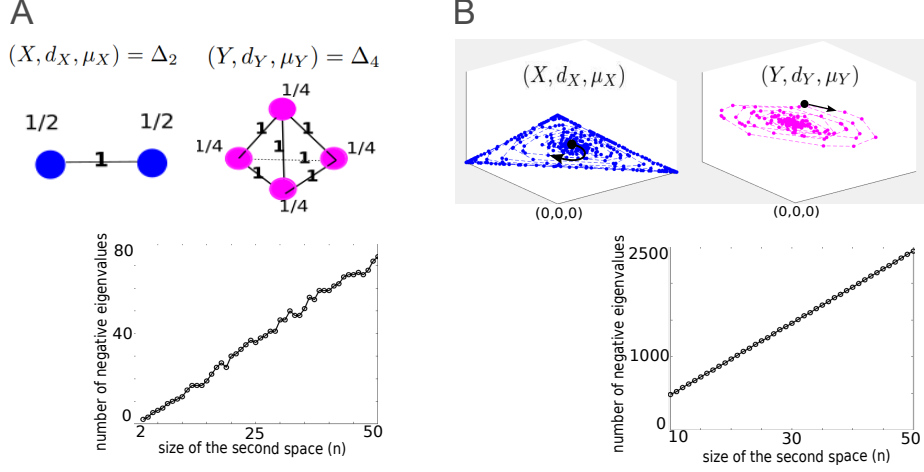 A
B
(X, d_X, μ_X) = Δ_2
(Y, d_Y, μ_Y) = Δ_4
1/2
1/2
1
1/4
1/4
1/4
1/4
1
1
1
1
1
1
number of negative eigenvalues
80
40
0
2
25
50
size of the second space (n)
(X, d_X, μ_X)
(Y, d_Y, μ_Y)
(0,0,0)
(0,0,0)
number of negative eigenvalues
2500
1000
0
10
30
50
size of the second space (n)